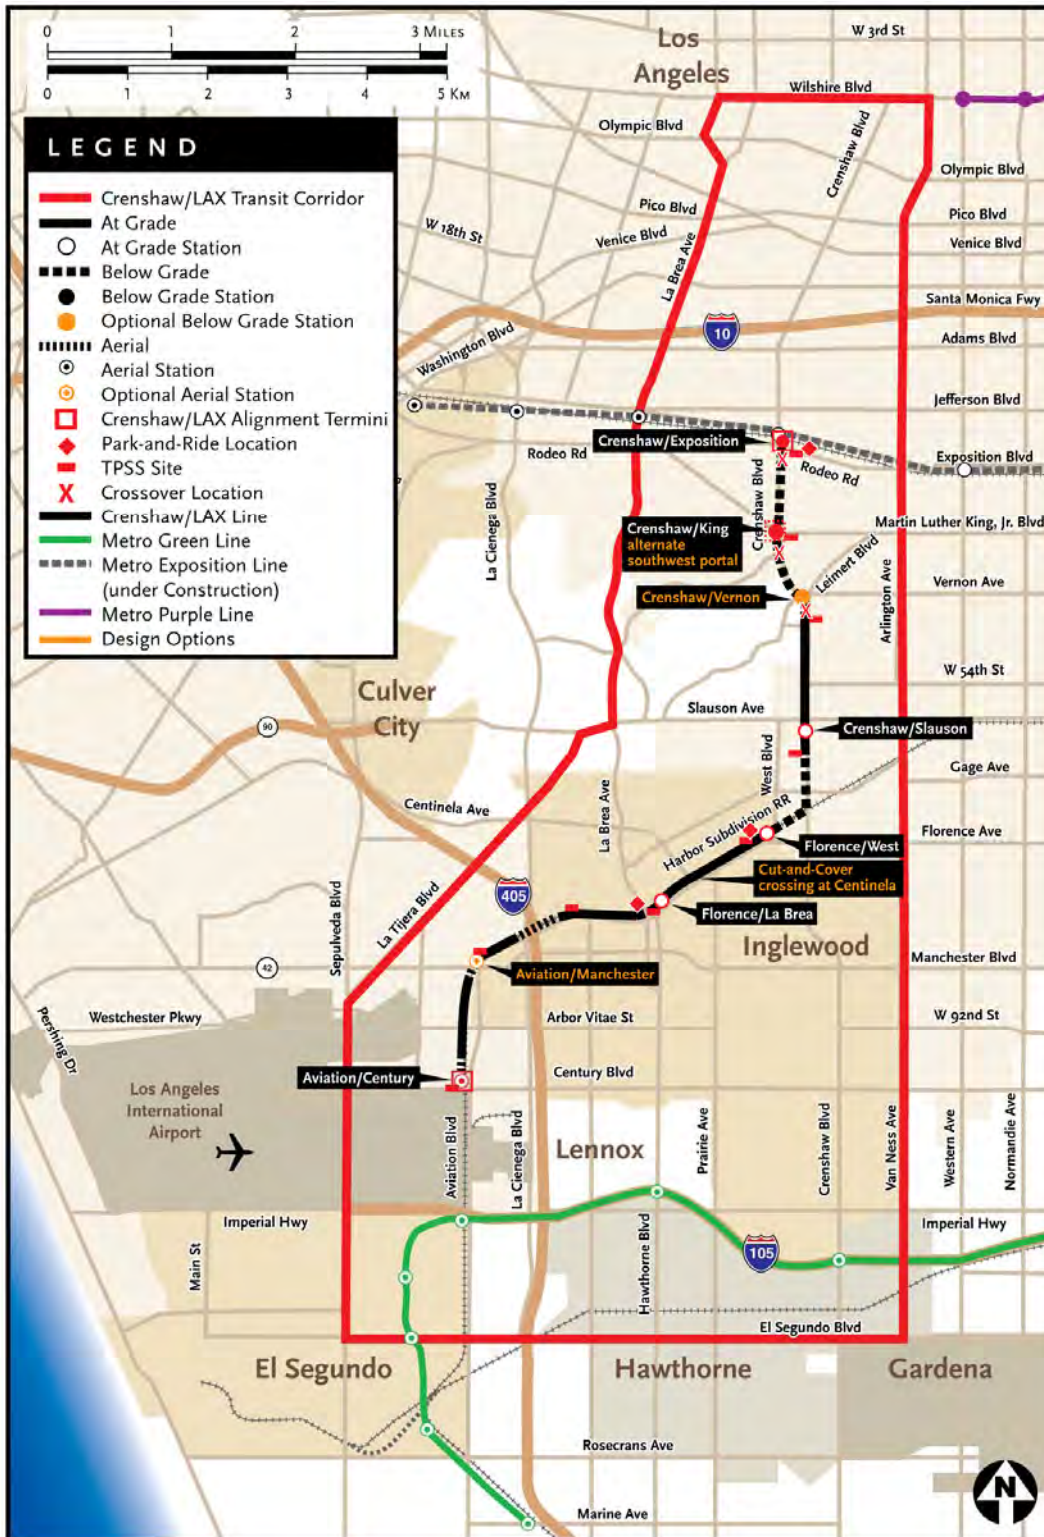 0 1 2 3 MILES
0 1 2 3 4 5 KM
W 3rd St
Los
Angeles
Wilshire Blvd
Olympic Blvd
Crenshaw Blvd
LEGEND
Crenshaw/LAX Transit Corridor
At Grade
At Grade Station
Below Grade
Below Grade Station
Optional Below Grade Station
Aerial
Aerial Station
Optional Aerial Station
Crenshaw/LAX Alignment Termini
Park-and-Ride Location
TPSS Site
X Crossover Location
Crenshaw/LAX Line
Metro Green Line
Metro Exposition Line
(under Construction)
Metro Purple Line
Design Options
Olympic Blvd
Pico Blvd
Pico Blvd
W 18th St
Venice Blvd
Venice Blvd
La Brea Ave
Santa Monica Fwy
10
Adams Blvd
Washington Blvd
Jefferson Blvd
Crenshaw/Exposition
Rodeo Rd
Rodeo Rd
Exposition Blvd
X
Crenshaw Blvd
La Cienega Blvd
Crenshaw/King
alternate
southwest portal
Martin Luther King, Jr. Blvd
X
Leimert Blvd
Arlington Ave
Vernon Ave
Crenshaw/Vernon
X
W 54th St
Culver
City
Slauson Ave
Crenshaw/Slauson
90
West Blvd
Gage Ave
Centinela Ave
La Brea Ave
Harbor Subdivision RR
Florence Ave
Florence/West
Cut-and-Cover
crossing at Centinela
405
Florence/La Brea
La Tijera Blvd
Sepulveda Blvd
Inglewood
Manchester Blvd
42
Aviation/Manchester
Pershing Dr
Westchester Pkwy
Arbor Vitae St
W 92nd St
Aviation/Century
Century Blvd
Los Angeles
International
Airport
Aviation Blvd
La Cienega Blvd
Lennox
Prairie Ave
Crenshaw Blvd
Van Ness Ave
Western Ave
Normandie Ave
Imperial Hwy
Imperial Hwy
Main St
Hawthorne Blvd
105
El Segundo Blvd
El Segundo
Hawthorne
Gardena
Rosecrans Ave
N
Marine Ave